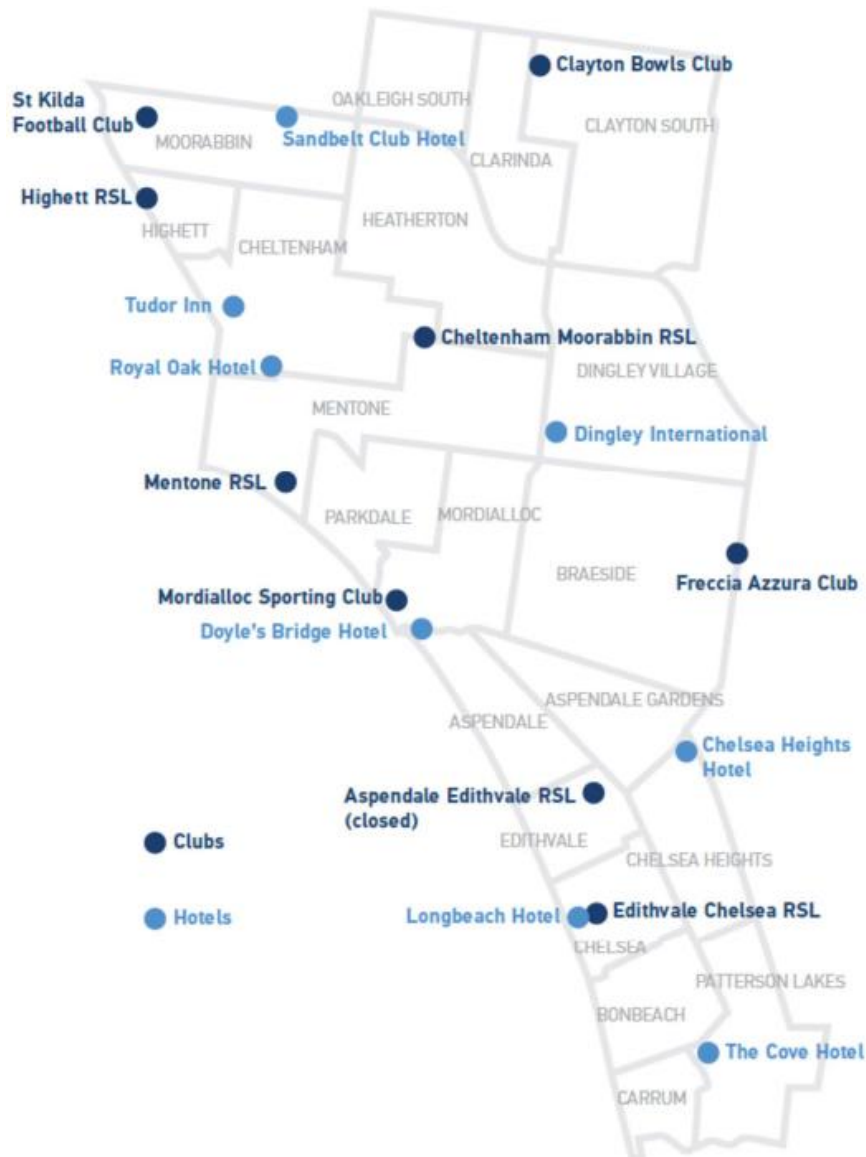 Clayton Bowls Club
St Kilda
Football Club
OAKLEIGH SOUTH
MOORABBIN
Sandbelt Club Hotel
CLAYTON SOUTH
CLARINDA
Highett RSL
HIGHETT
CHELTENHAM
HEATHERTON
Tudor Inn
Cheltenham Moorabbin RSL
Royal Oak Hotel
DINGLEY VILLAGE
MENTONE
Dingley International
Mentone RSL
PARKDALE
MORDIALLOC
BRAESIDE
Freccia Azzura Club
Mordialloc Sporting Club
Doyle's Bridge Hotel
ASPENDALE GARDENS
ASPENDALE
Chelsea Heights
Hotel
Aspendale Edithvale RSL
(closed)
EDITHVALE
Clubs
CHELSEA HEIGHTS
Hotels
Longbeach Hotel
Edithvale Chelsea RSL
CHELSEA
PATTERSON LAKES
BONBEACH
The Cove Hotel
CARRUM